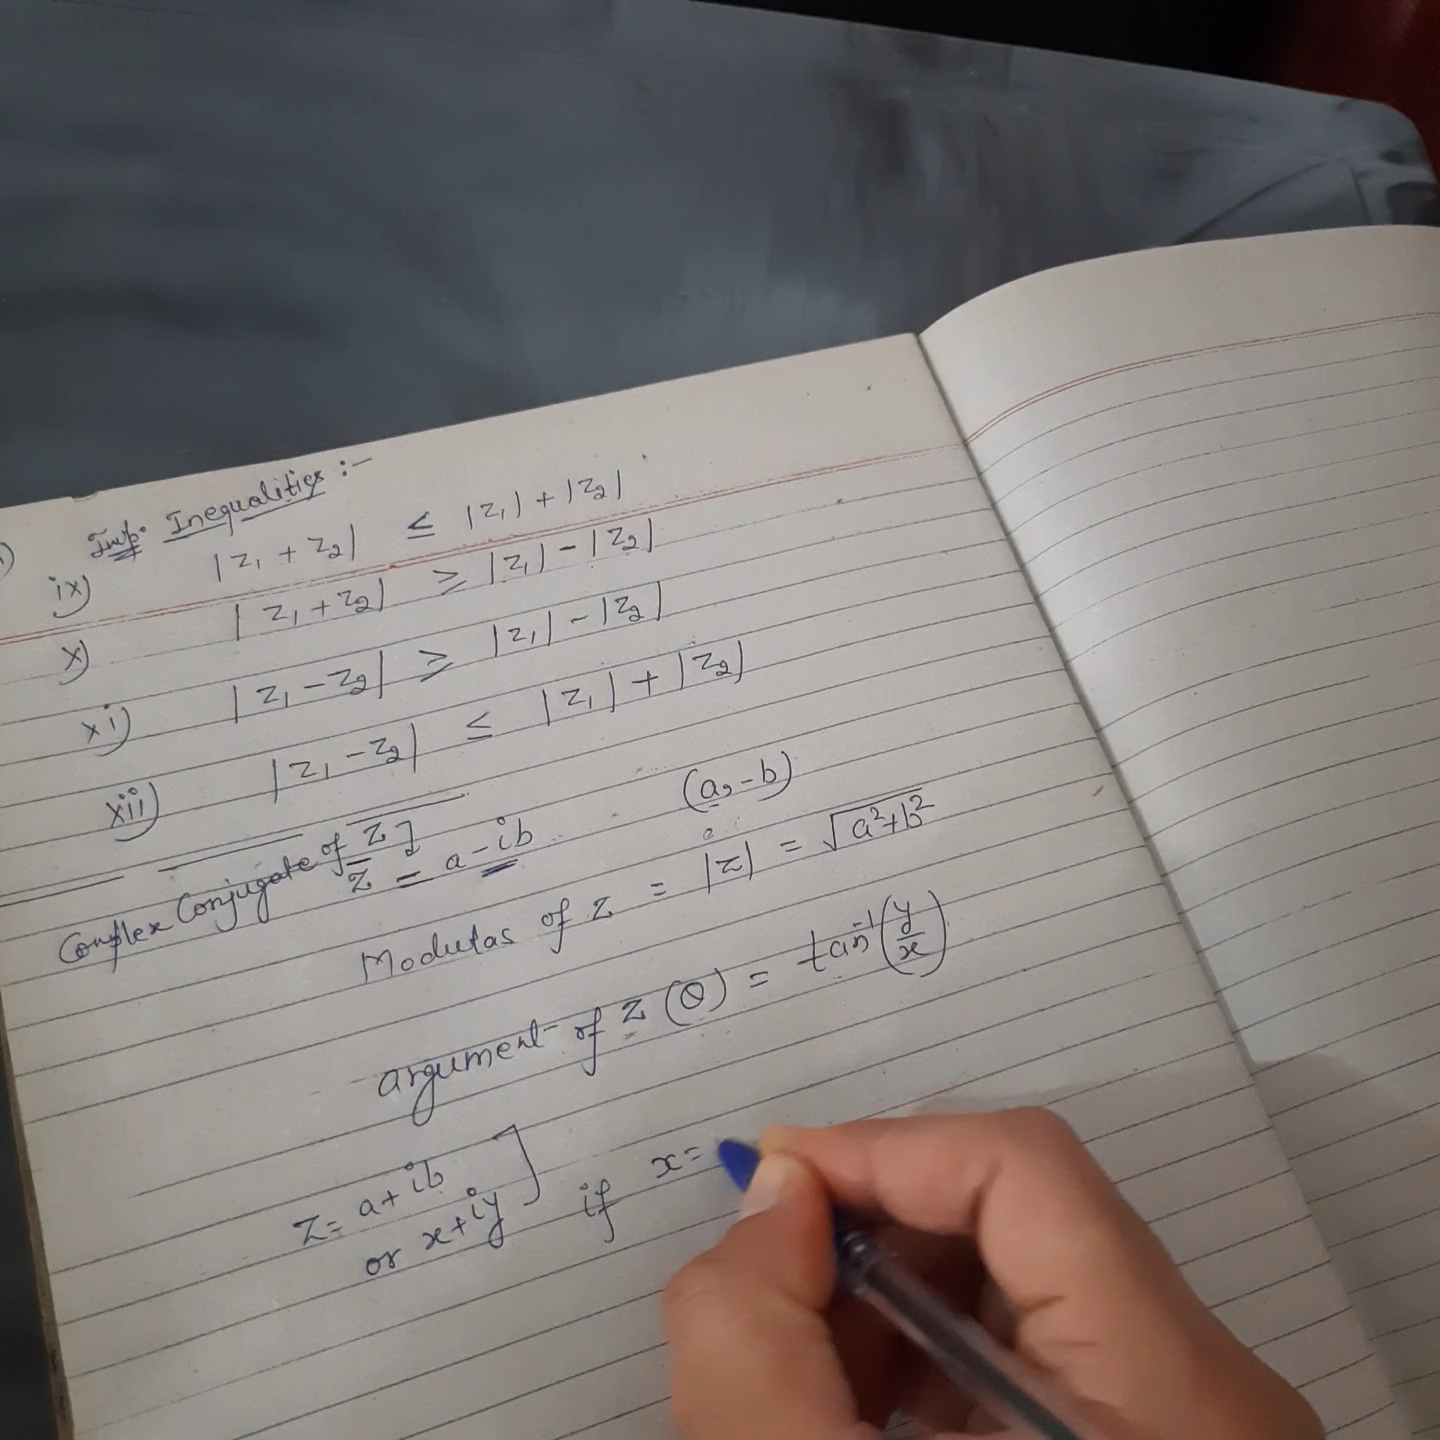 Imp. Inequalities :-
ix) |z₁ + z₂| ≤ |z₁| + |z₂|
x) |z₁ + z₂| ≥ |z₁| - |z₂|
xi) |z₁ - z₂| ≥ |z₁| - |z₂|
xii) |z₁ - z₂| ≤ |z₁| + |z₂|
Complex Conjugate of z]
z̄ = a - ib (a, -b)
Modulas of z = |z| = √(a²+b²)
argument of z (θ) = tan⁻¹(y/x)
z = a + ib
or x + iy] if x =